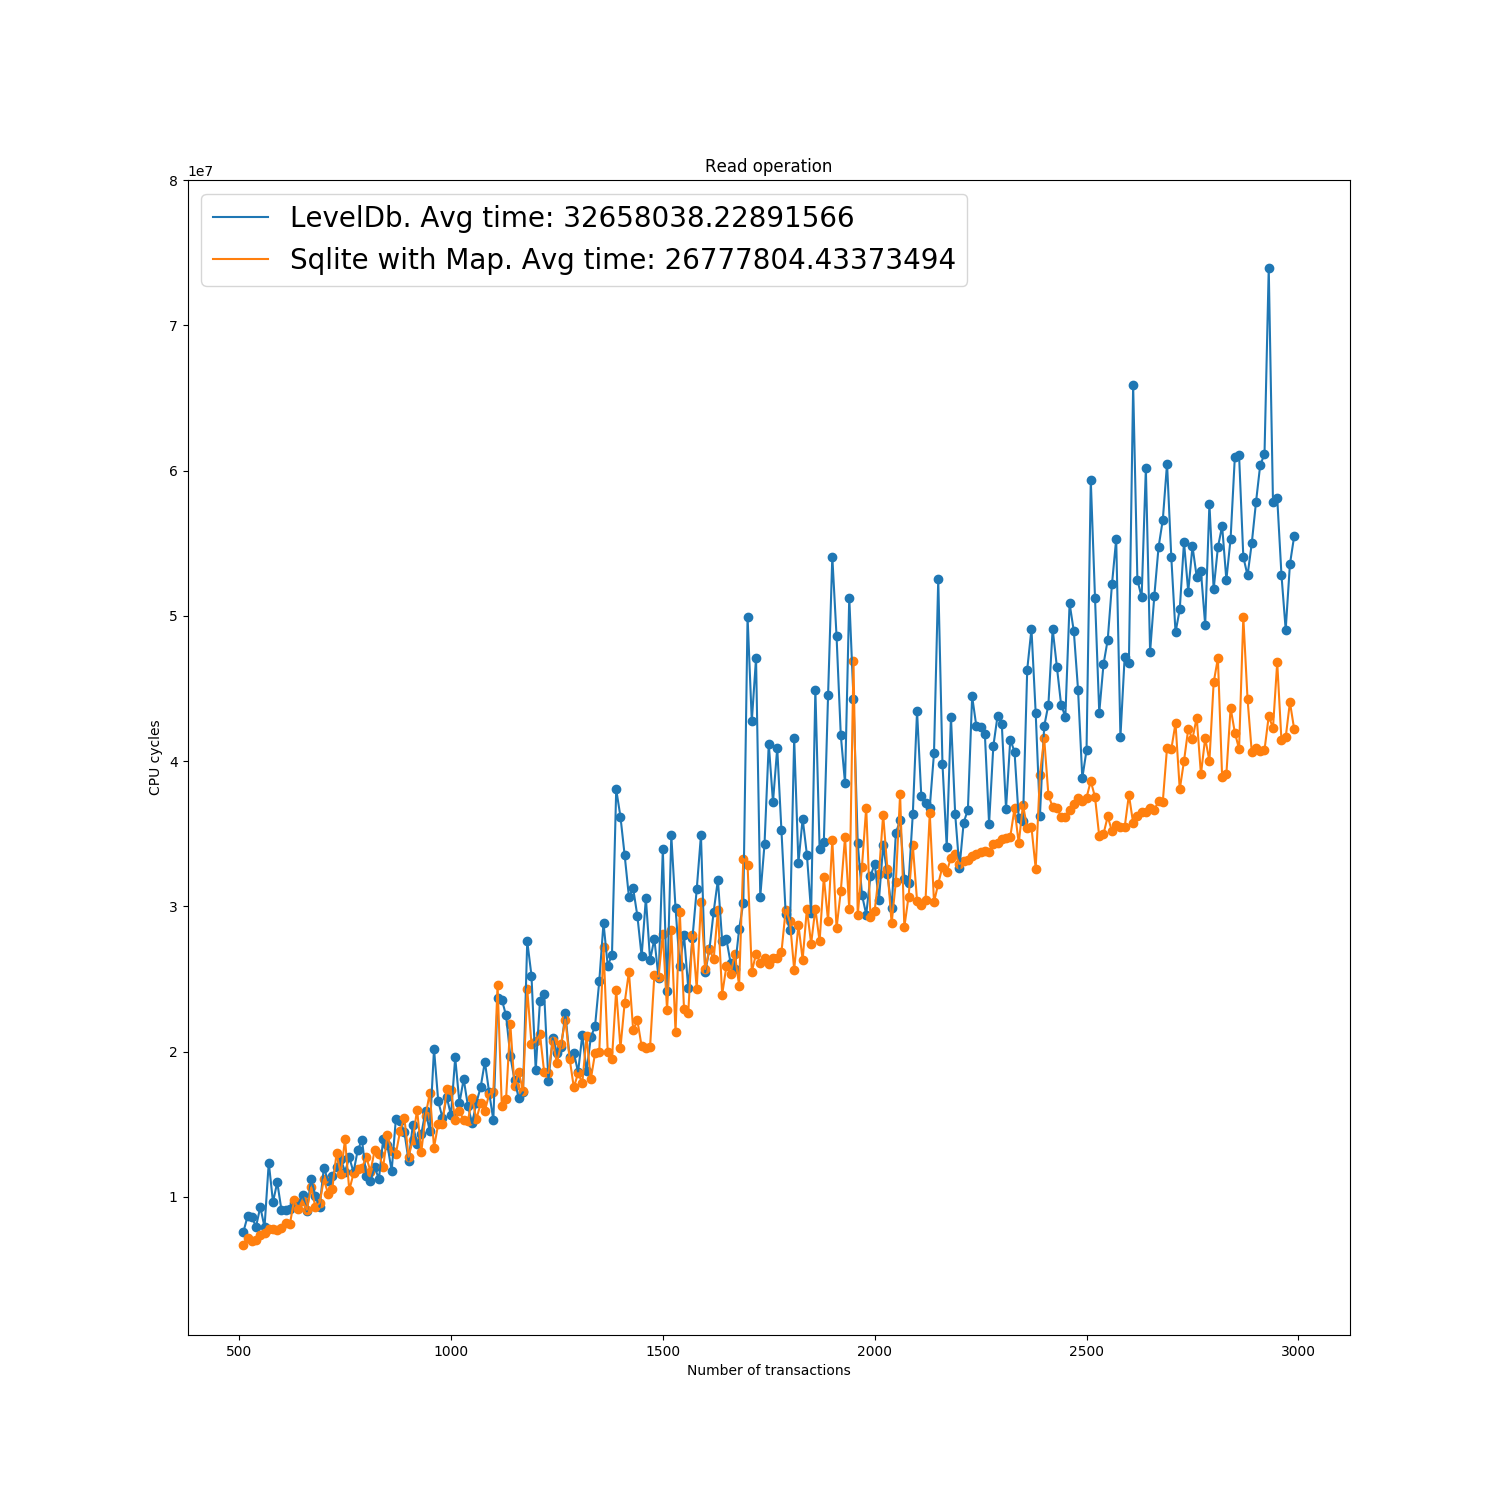 Read operation
1e7
LevelDb. Avg time: 32658038.22891566
Sqlite with Map. Avg time: 26777804.43373494
8
7
6
5
4
3
2
1
CPU cycles
500 1000 1500 2000 2500 3000
Number of transactions